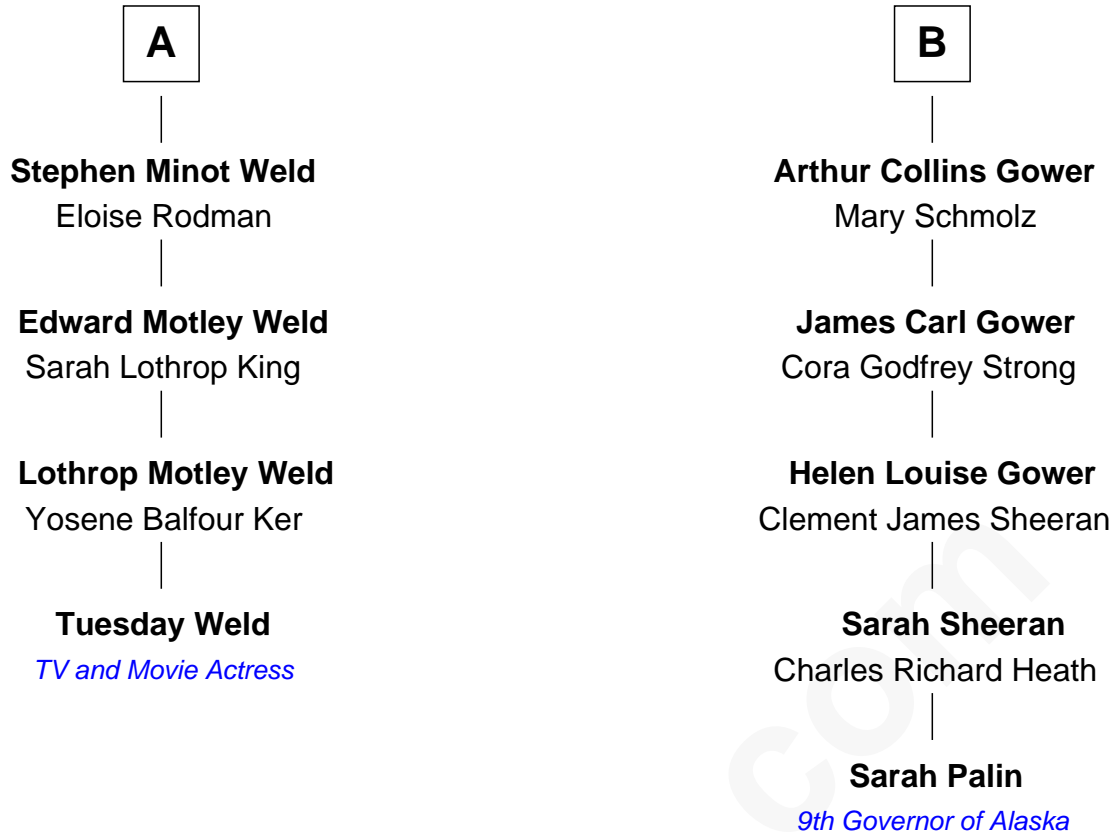 A
Stephen Minot Weld
Eloise Rodman
Edward Motley Weld
Sarah Lothrop King
Lothrop Motley Weld
Yosene Balfour Ker
Tuesday Weld
TV and Movie Actress
B
Arthur Collins Gower
Mary Schmolz
James Carl Gower
Cora Godfrey Strong
Helen Louise Gower
Clement James Sheeran
Sarah Sheeran
Charles Richard Heath
Sarah Palin
9th Governor of Alaska
com